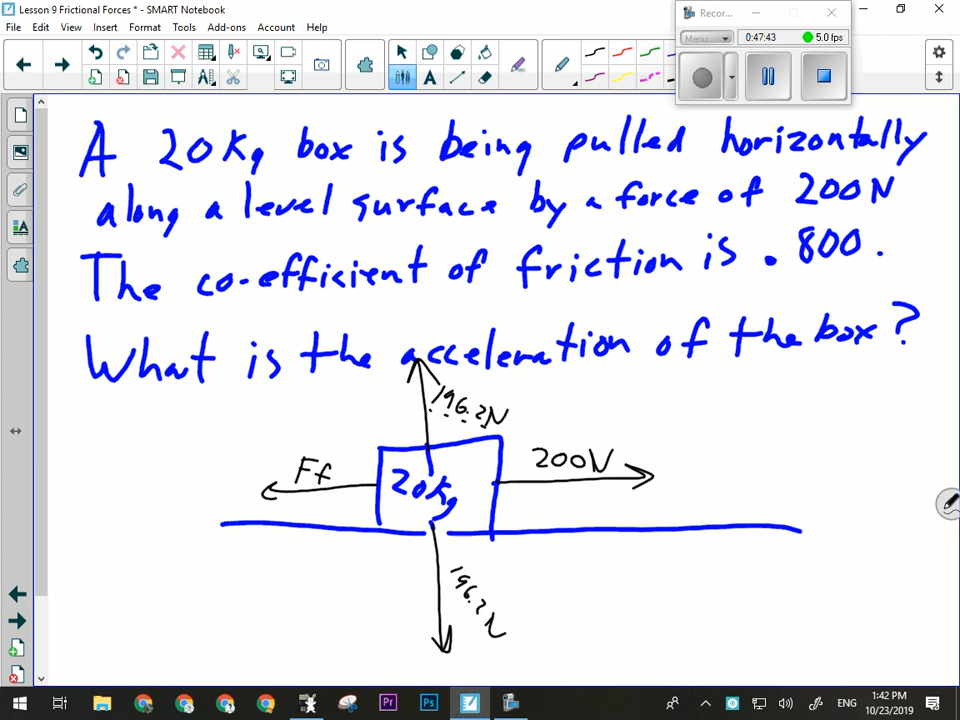 Lesson 9 Frictional Forces * - SMART Notebook
Recor...
File Edit View Insert Format Tools Add-ons Account Help
Menu
0:47:43
5.0 fps
A 20Kg box is being pulled horizontally
along a level surface by a force of 200N
The co-efficient of friction is .800.
What is the acceleration of the box?
196.2N
Ff
20Kg
200N
196.2N
ENG
1:42 PM
10/23/2019